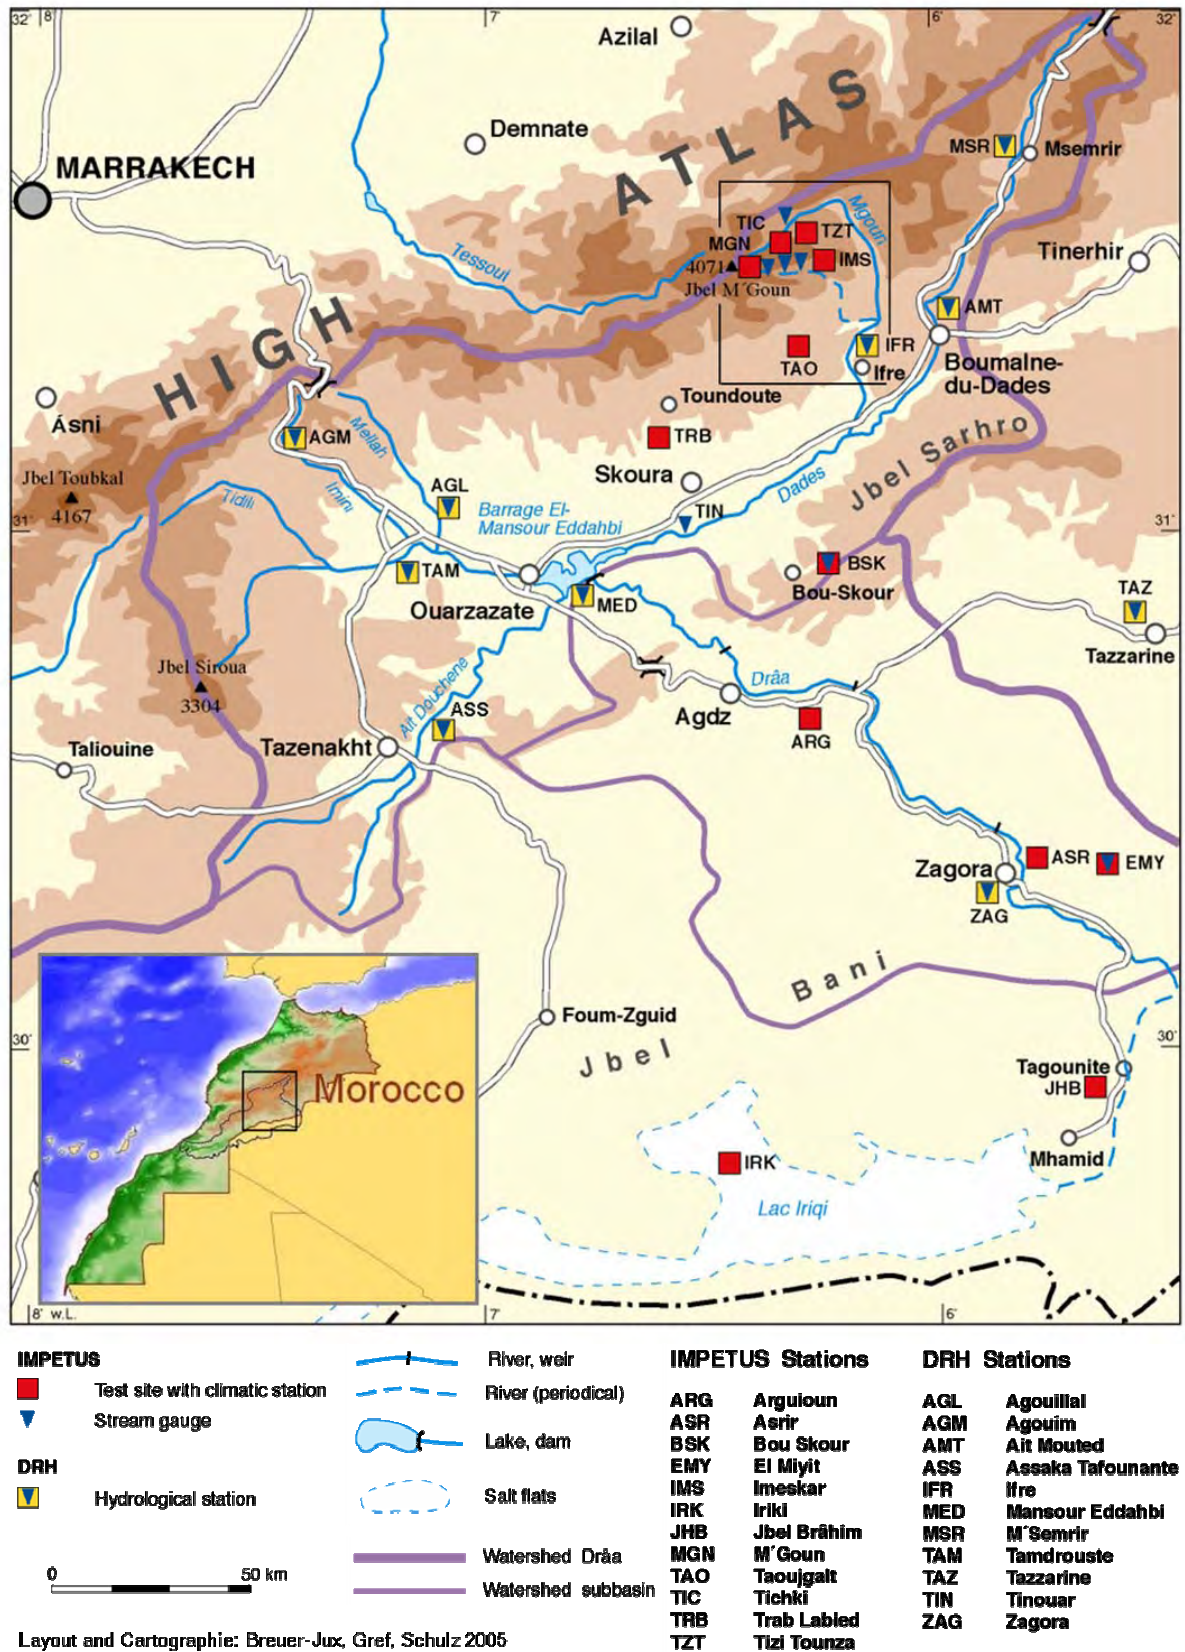 32° 8° 7° 6° 32°
Azilal
Demnate
MARRAKECH
HIGH ATLAS
MSR Msemrir
Tinerhir
Mgoun
TIC TZT
MGN IMS
4071
Jbel M´Goun
Tessout
AMT
IFR
TAO Ifre
Boumalne-
du-Dades
Toundoute
TRB
Ásni
AGM
Mellah
Jbel Sarhro
Jbel Toubkal
4167
Skoura
Tidili
Imini
AGL
Barrage El-
Mansour Eddahbi
TIN
Dades
31° 31°
TAM
BSK
Bou-Skour
TAZ
Tazzarine
Ouarzazate
MED
Jbel Siroua
3304
Drâa
Agdz
ARG
Ait Douchene
ASS
Taliouine
Tazenakht
Zagora
ASR EMY
ZAG
Jbel Bani
Foum-Zguid
30° 30°
Morocco
Tagounite
JHB
Mhamid
IRK
Lac Iriqi
8° w.L. 7° 6°
IMPETUS
Test site with climatic station
Stream gauge
DRH
Hydrological station
0 50 km
Layout and Cartographie: Breuer-Jux, Gref, Schulz 2005
River, weir
River (periodical)
Lake, dam
Salt flats
Watershed Drâa
Watershed subbasin
IMPETUS Stations
ARG Arguioun
ASR Asrir
BSK Bou Skour
EMY El Miyit
IMS Imeskar
IRK Iriki
JHB Jbel Brâhim
MGN M´Goun
TAO Taoujgalt
TIC Tichki
TRB Trab Labied
TZT Tizi Tounza
DRH Stations
AGL Agouillal
AGM Agouim
AMT Ait Mouted
ASS Assaka Tafounante
IFR Ifre
MED Mansour Eddahbi
MSR M´Semrir
TAM Tamdrouste
TAZ Tazzarine
TIN Tinouar
ZAG Zagora